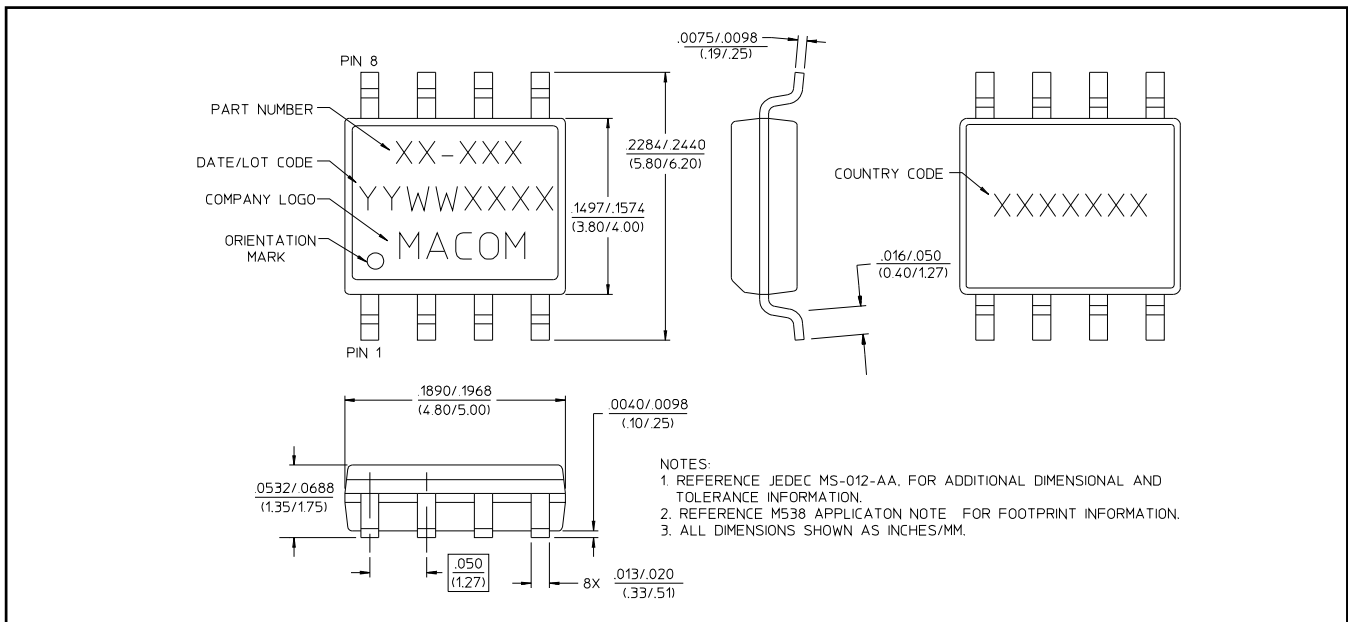 PIN 8
PART NUMBER
XX-XXX
DATE/LOT CODE
YYWWXXXX
COMPANY LOGO
MACOM
ORIENTATION
MARK
PIN 1
.2284/.2440
(5.80/6.20)
.1497/.1574
(3.80/4.00)
.0075/.0098
(.19/.25)
.016/.050
(0.40/1.27)
COUNTRY CODE
XXXXXXX
.1890/.1968
(4.80/5.00)
.0040/.0098
(.10/.25)
.0532/.0688
(1.35/1.75)
.050
(1.27)
8X .013/.020
(.33/.51)
NOTES:
1. REFERENCE JEDEC MS-012-AA, FOR ADDITIONAL DIMENSIONAL AND
TOLERANCE INFORMATION.
2. REFERENCE M538 APPLICATON NOTE FOR FOOTPRINT INFORMATION.
3. ALL DIMENSIONS SHOWN AS INCHES/MM.